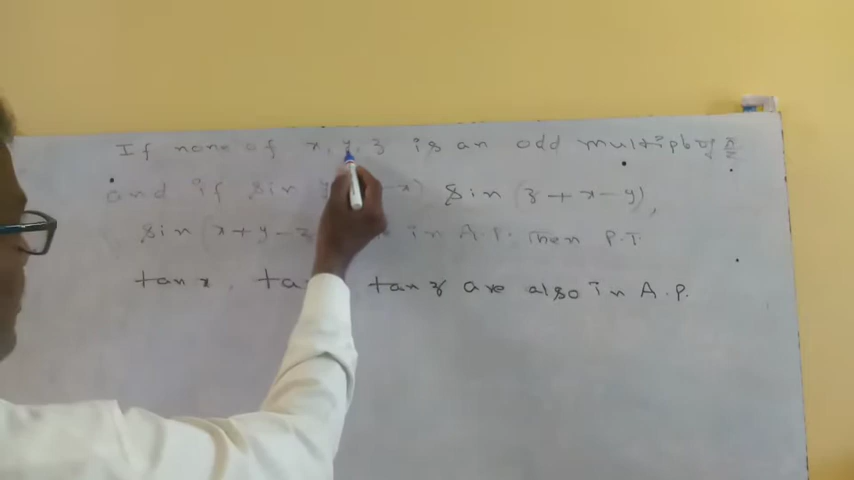 If none of x, y, z is an odd multiple of π/2
and if sin x) sin (z + x - y),
sin (x + y - z in A.P. Then P.T.
tan x, ta tan z are also in A.P.